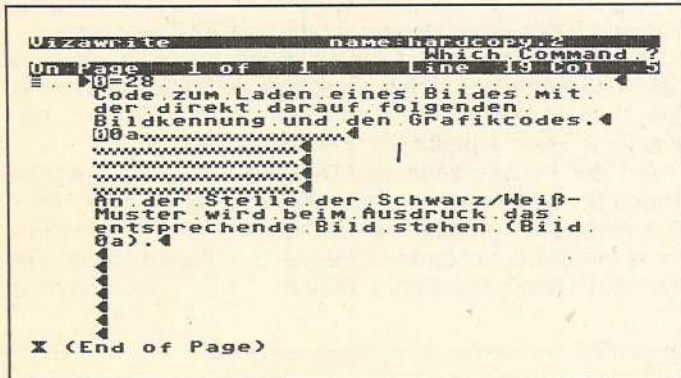 Vizawrite name:hardcopy.2
Which Command ?
On Page 1 of 1 Line 19 Col 5
0=28
Code zum Laden eines Bildes mit
der direkt darauf folgenden
Bildkennung und den Grafikcodes.
00a
An der Stelle der Schwarz/Weiß-
Muster wird beim Ausdruck das
entsprechende Bild stehen (Bild
0a).
X (End of Page)